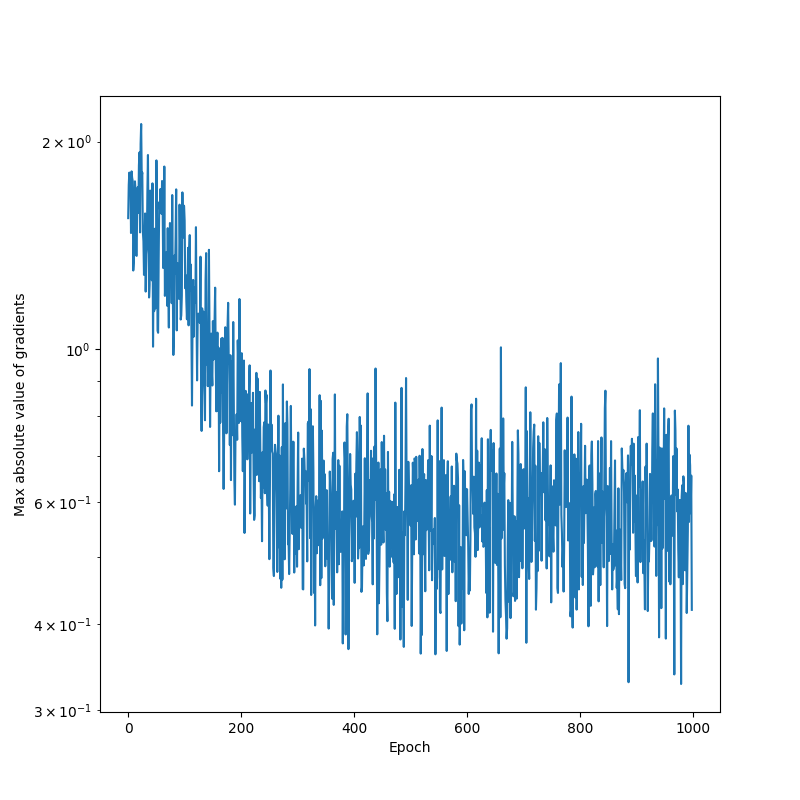 Max absolute value of gradients
2 × 10⁰
10⁰
6 × 10⁻¹
4 × 10⁻¹
3 × 10⁻¹
0 200 400 600 800 1000
Epoch